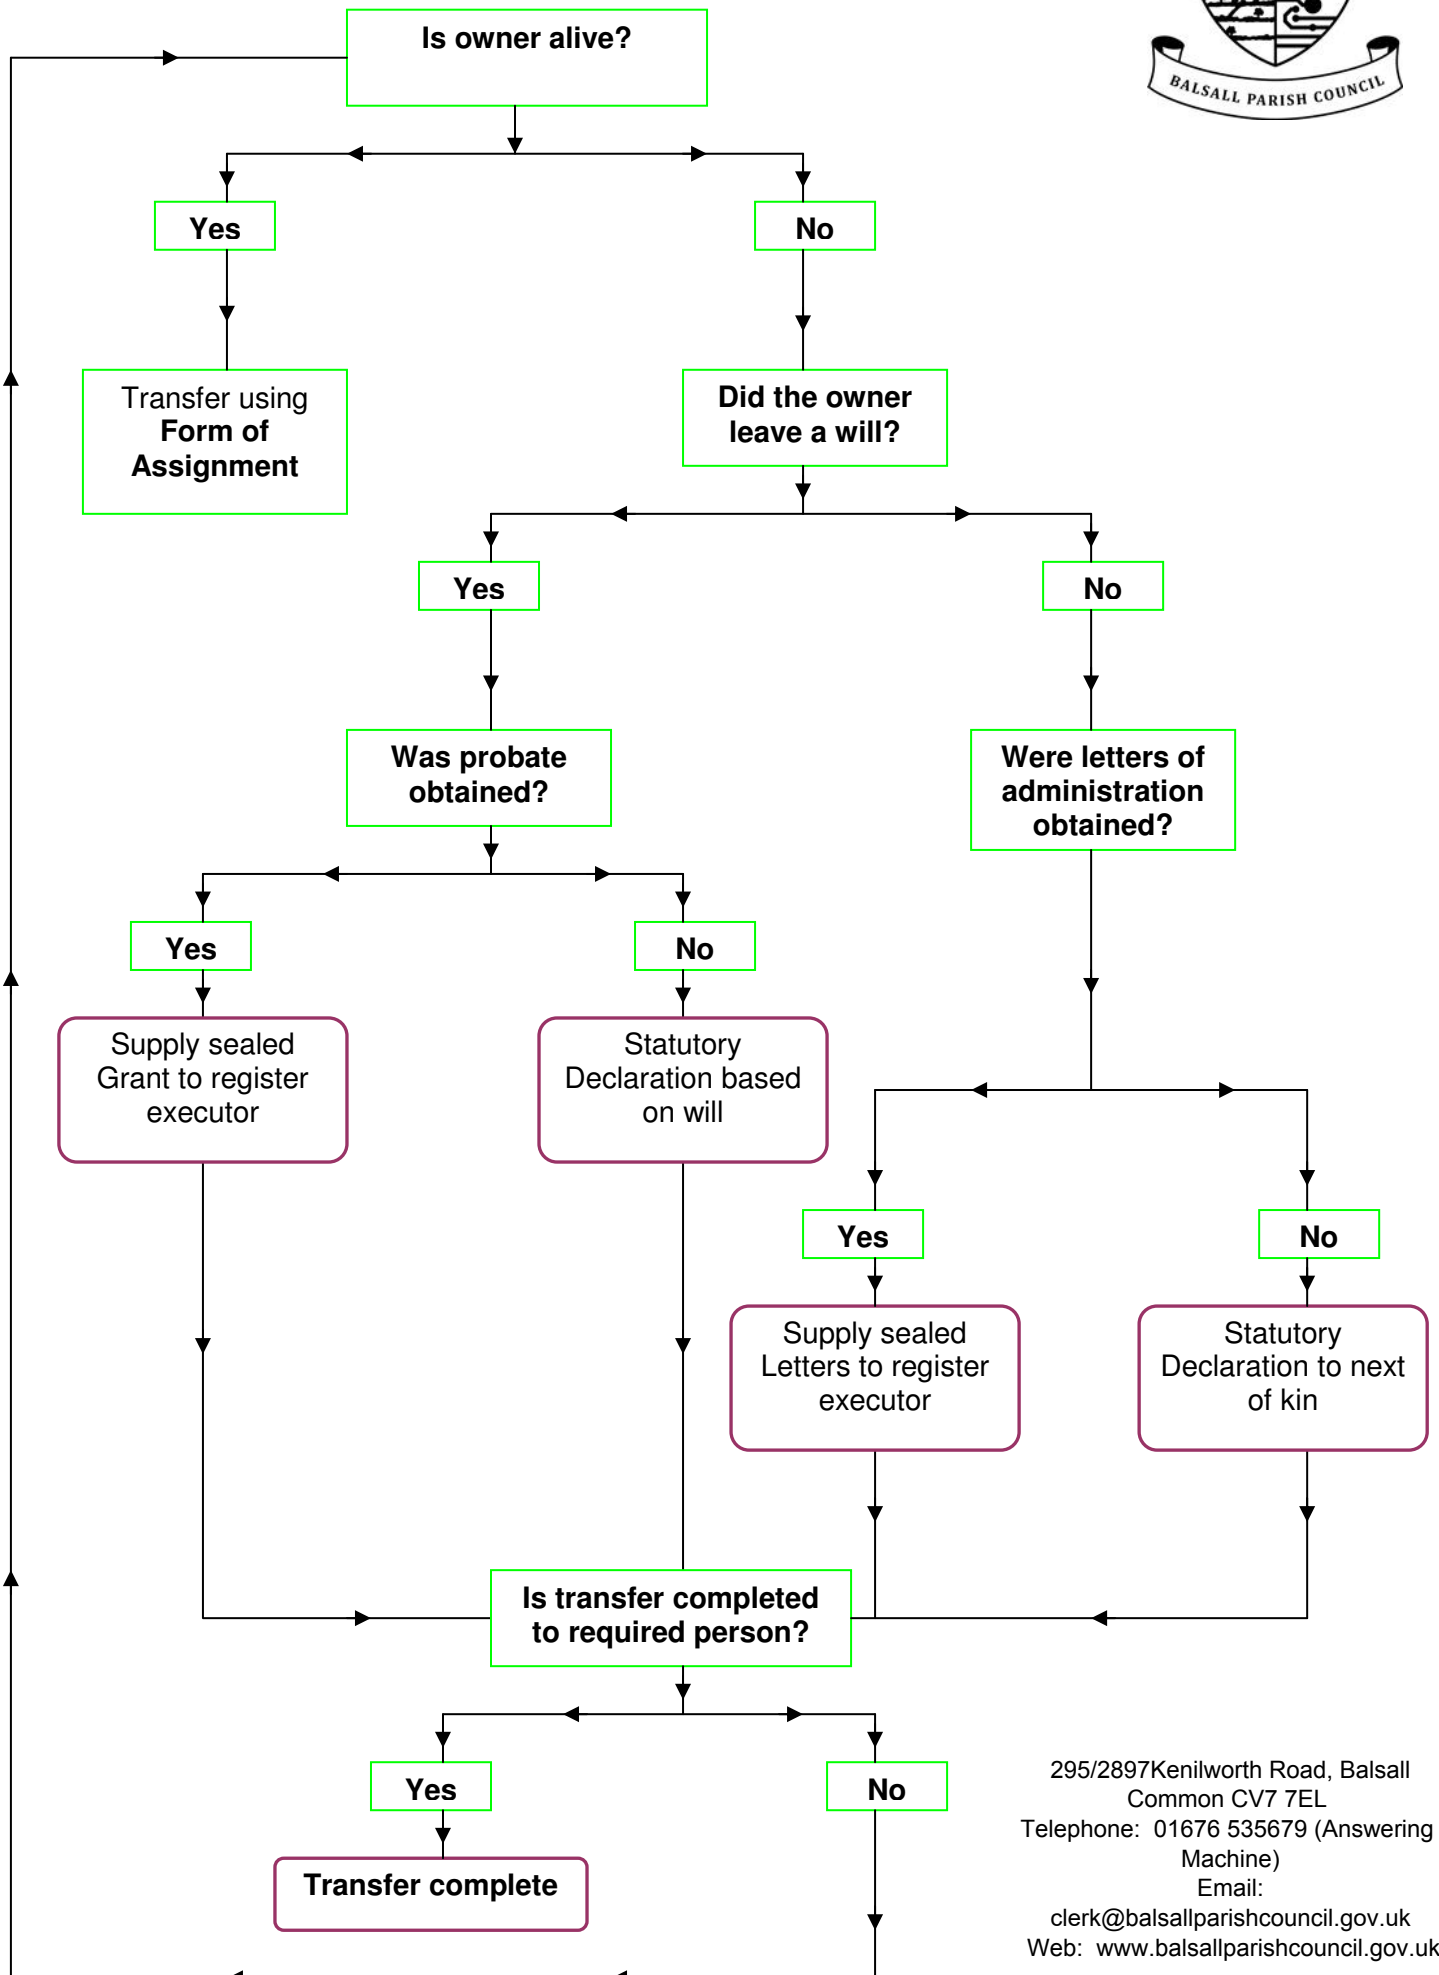 Is owner alive?
BALSALL PARISH COUNCIL
Yes
No
Transfer using
Form of
Assignment
Did the owner
leave a will?
Yes
No
Was probate
obtained?
Were letters of
administration
obtained?
Yes
No
Supply sealed
Grant to register
executor
Statutory
Declaration based
on will
Yes
No
Supply sealed
Letters to register
executor
Statutory
Declaration to next
of kin
Is transfer completed
to required person?
Yes
No
Transfer complete
295/2897Kenilworth Road, Balsall
Common CV7 7EL
Telephone: 01676 535679 (Answering
Machine)
Email:
clerk@balsallparishcouncil.gov.uk
Web: www.balsallparishcouncil.gov.uk